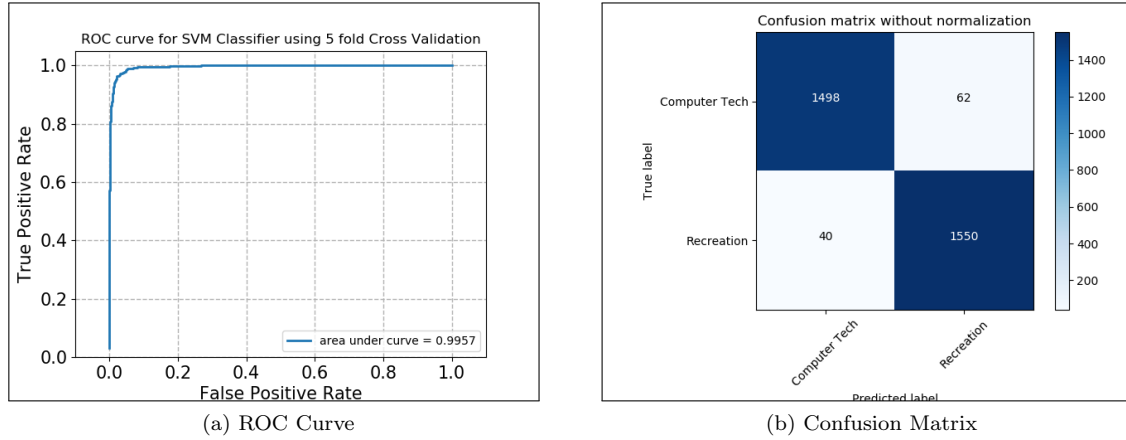 ROC curve for SVM Classifier using 5 fold Cross Validation
1.0
0.8
0.6
0.4
0.2
0.0
True Positive Rate
area under curve = 0.9957
0.0 0.2 0.4 0.6 0.8 1.0
False Positive Rate
(a) ROC Curve
Confusion matrix without normalization
Computer Tech
Recreation
True label
1498 62
40 1550
Computer Tech Recreation
Predicted label
1400
1200
1000
800
600
400
200
(b) Confusion Matrix